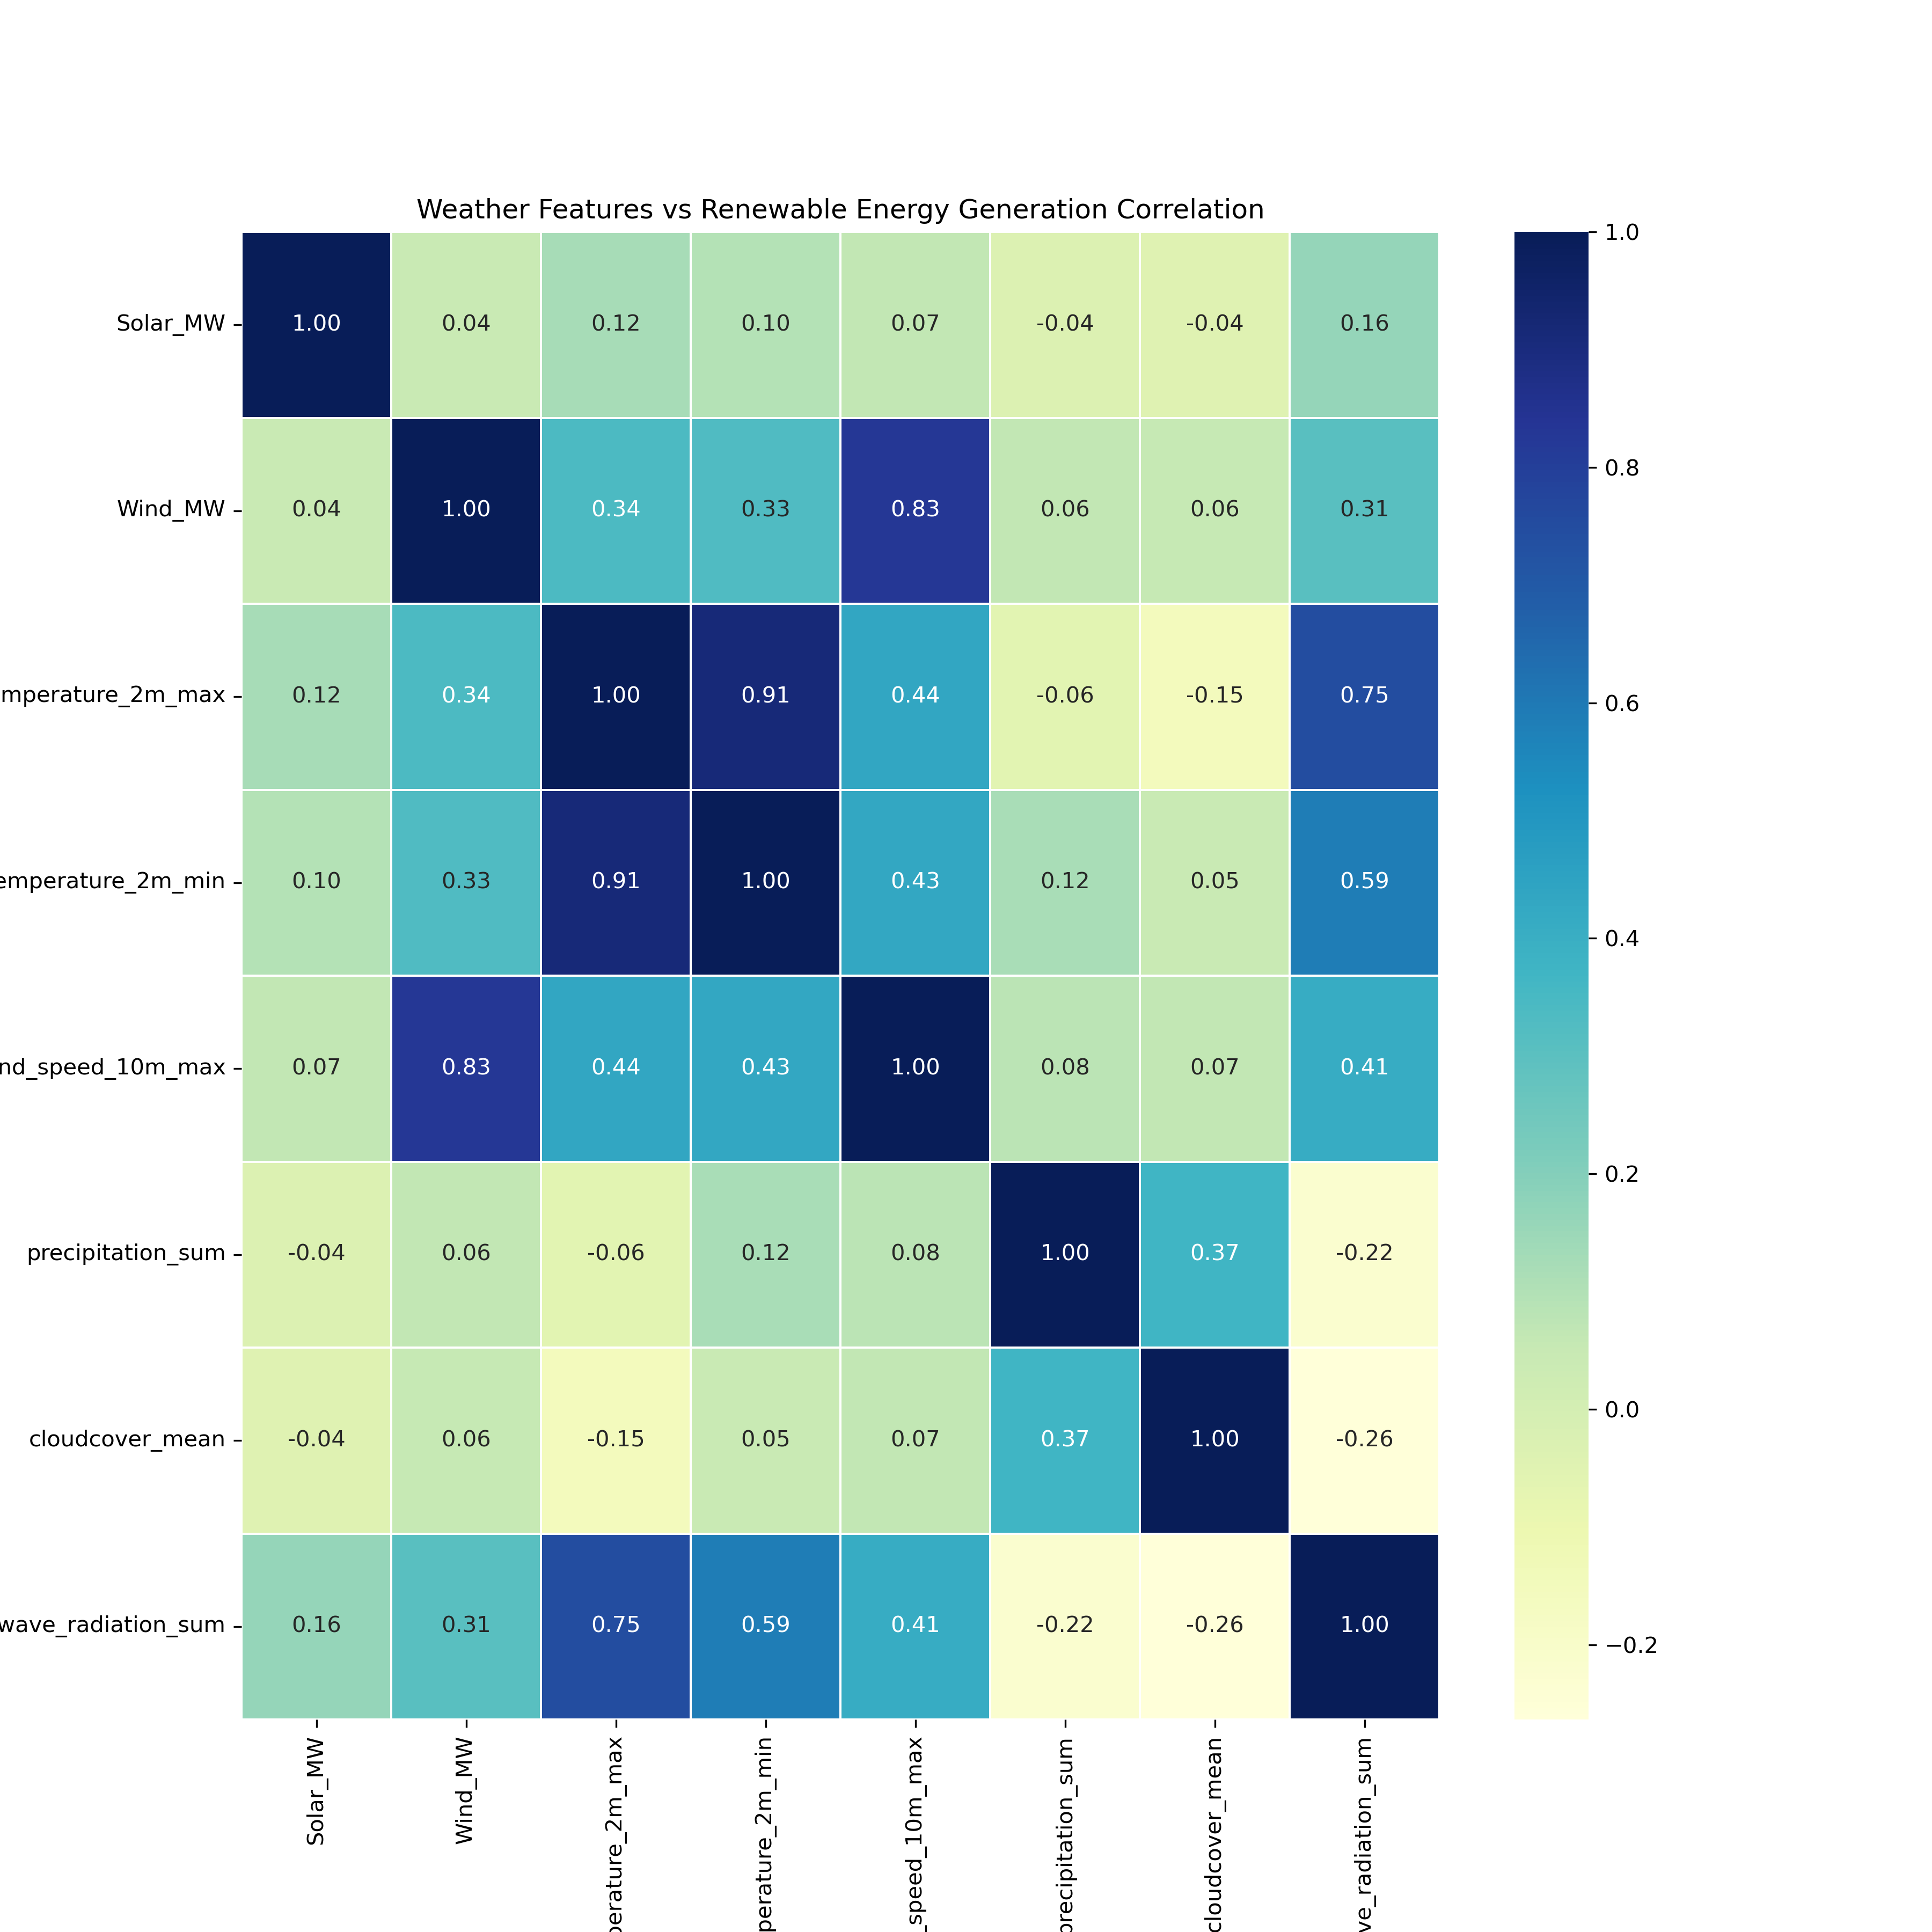 Weather Features vs Renewable Energy Generation Correlation
1.0
Solar_MW 1.00 0.04 0.12 0.10 0.07 -0.04 -0.04 0.16
0.8
Wind_MW 0.04 1.00 0.34 0.33 0.83 0.06 0.06 0.31
mperature_2m_max 0.12 0.34 1.00 0.91 0.44 -0.06 -0.15 0.75
0.6
emperature_2m_min 0.10 0.33 0.91 1.00 0.43 0.12 0.05 0.59
0.4
nd_speed_10m_max 0.07 0.83 0.44 0.43 1.00 0.08 0.07 0.41
0.2
precipitation_sum -0.04 0.06 -0.06 0.12 0.08 1.00 0.37 -0.22
0.0
cloudcover_mean -0.04 0.06 -0.15 0.05 0.07 0.37 1.00 -0.26
wave_radiation_sum 0.16 0.31 0.75 0.59 0.41 -0.22 -0.26 1.00
−0.2
Solar_MW
Wind_MW
perature_2m_max
perature_2m_min
_speed_10m_max
precipitation_sum
cloudcover_mean
ve_radiation_sum